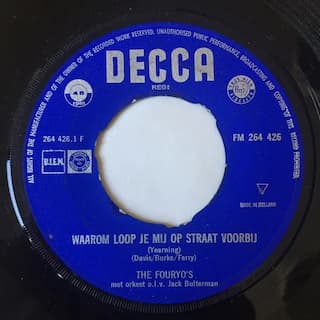 ALL RIGHTS OF THE MANUFACTURER AND OF THE OWNER OF THE RECORDED WORK RESERVED. UNAUTHORISED PUBLIC PERFORMANCE, BROADCASTING AND COPYING OF THIS RECORD PROHIBITED
DECCA
REGD
45
264 426.1 F
FM 264 426
B.I.E.M.
MADE IN HOLLAND
WAAROM LOOP JE MIJ OP STRAAT VOORBIJ
(Yearning)
(Davis/Burke/Ferry)
THE FOURYO'S
met orkest o.l.v. Jack Bulterman